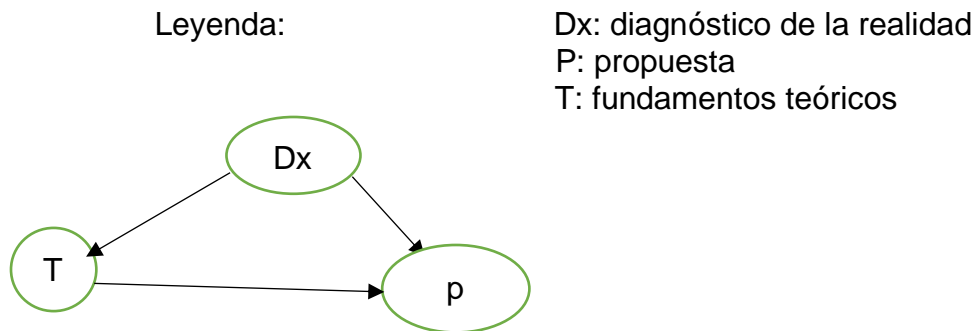 Leyenda: Dx: diagnóstico de la realidad
P: propuesta
T: fundamentos teóricos
Dx
T
p